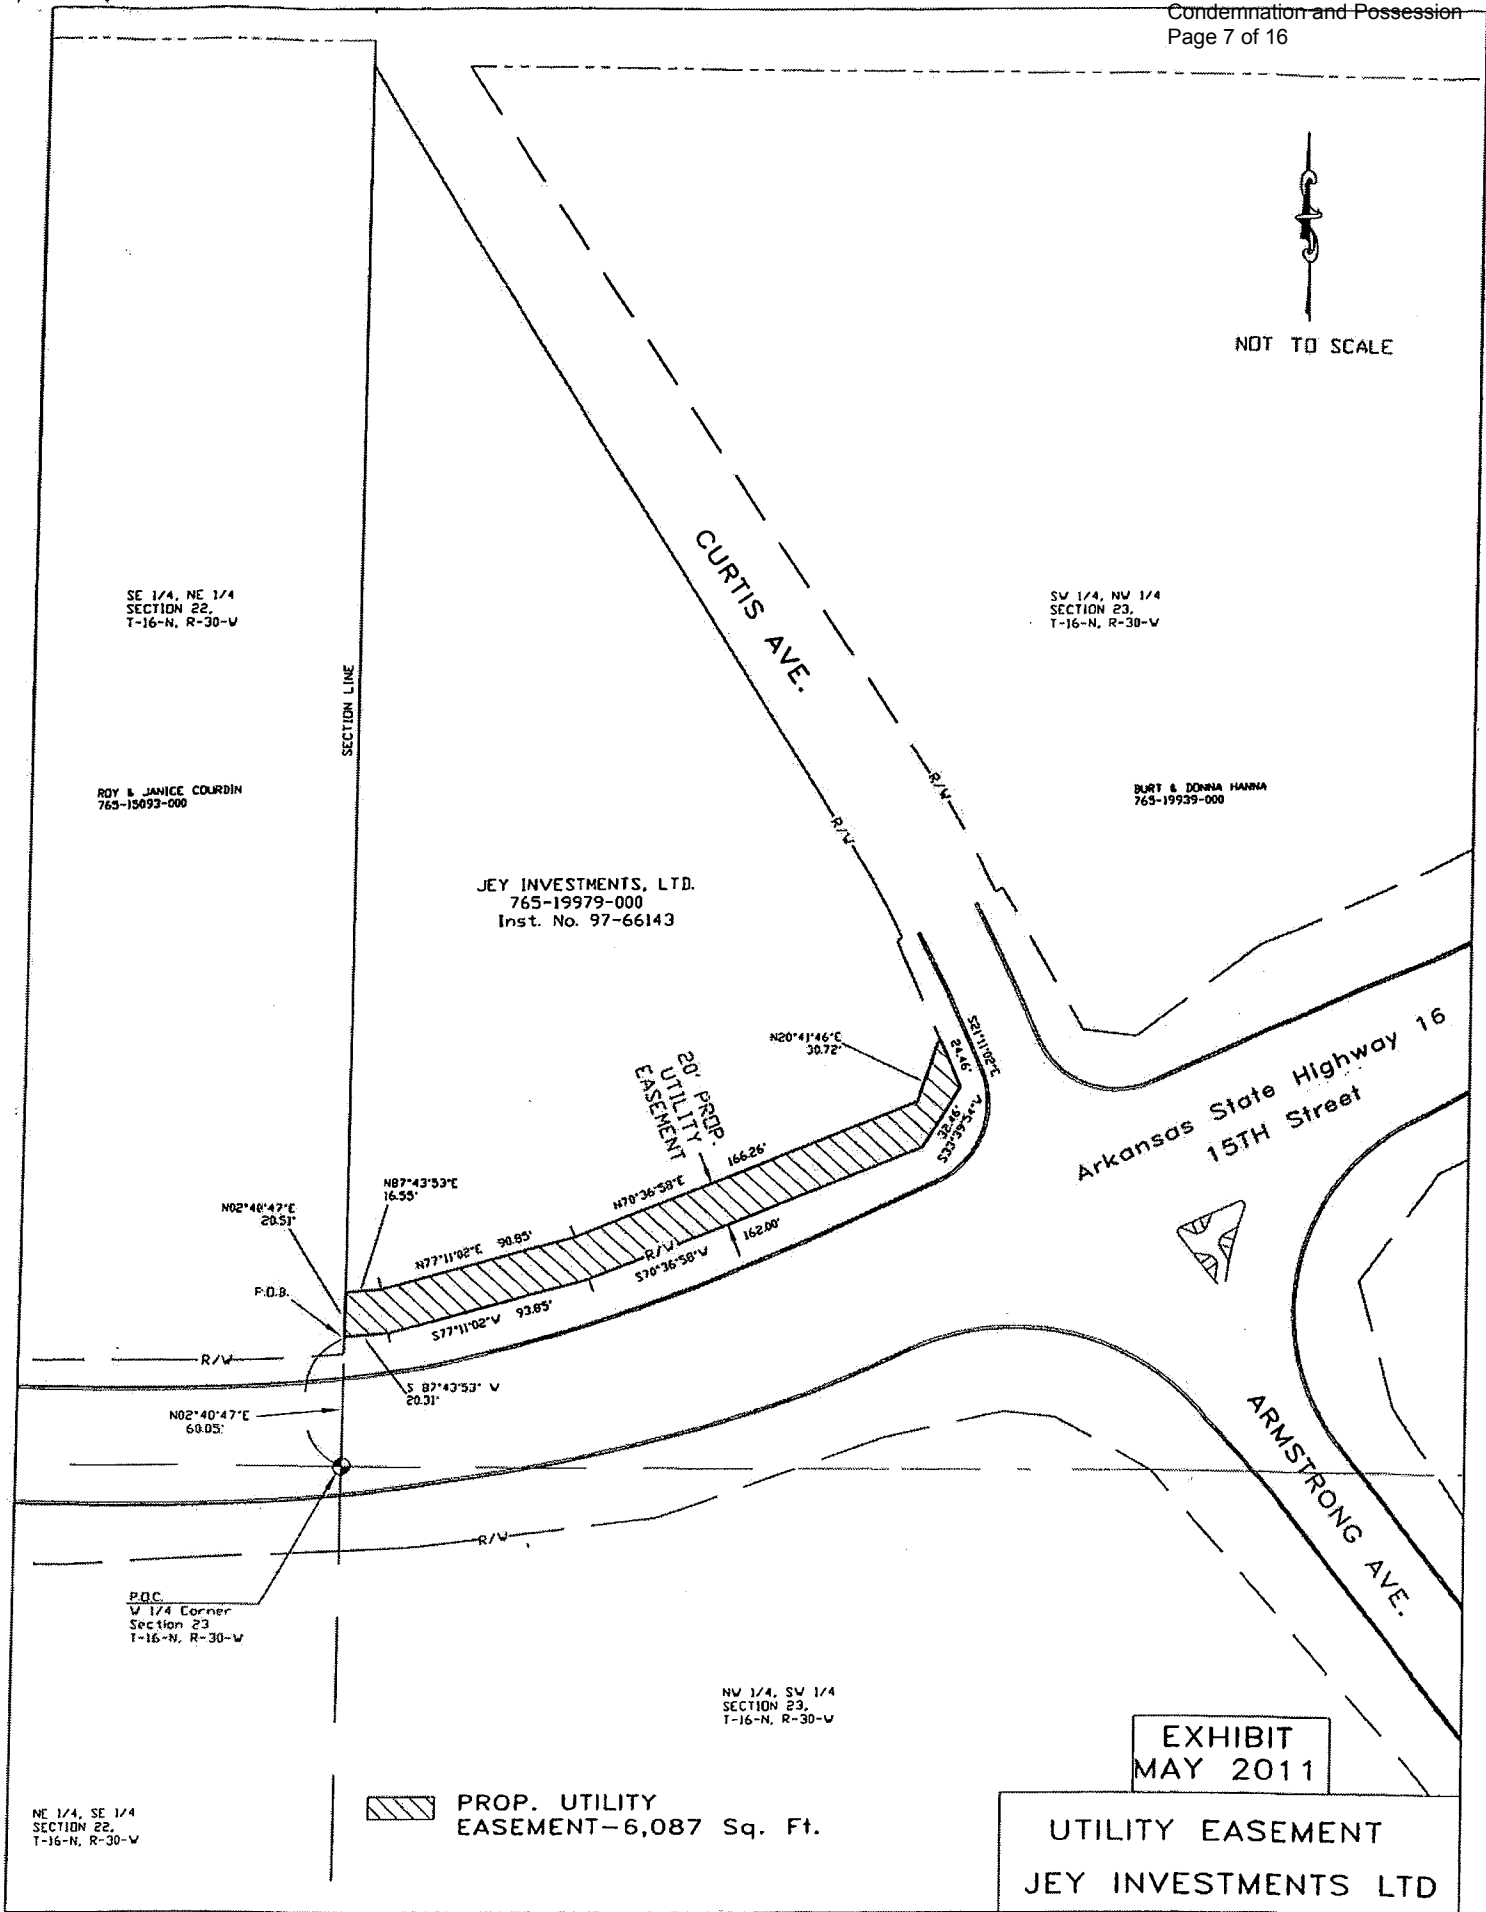 Condemnation and Possession
Page 7 of 16
NOT TO SCALE
CURTIS AVE.
SE 1/4, NE 1/4
SECTION 22,
T-16-N, R-30-W
SW 1/4, NW 1/4
SECTION 23,
T-16-N, R-30-W
SECTION LINE
ROY & JANICE COURDIN
765-15093-000
R/W
R/W
BURT & DONNA HANNA
765-19939-000
JEY INVESTMENTS, LTD.
765-19979-000
Inst. No. 97-66143
N20°41'46"E
30.72'
S21°11'02"E
24.46'
32.46'
S33°39'54"W
20' PROP.
UTILITY
EASEMENT
Arkansas State Highway 16
15TH Street
166.26'
N70°36'58"E
N87°43'53"E
16.55'
N02°40'47"E
20.51'
N77°11'02"E 90.85'
R/W
S70°36'58"W
162.00'
P.O.B.
S77°11'02"W 93.85'
R/W
S 87°43'53" W
20.31'
N02°40'47"E
60.05'
ARMSTRONG AVE.
R/W
P.O.C.
W 1/4 Corner
Section 23
T-16-N, R-30-W
NW 1/4, SW 1/4
SECTION 23,
T-16-N, R-30-W
EXHIBIT
MAY 2011
NE 1/4, SE 1/4
SECTION 22,
T-16-N, R-30-W
PROP. UTILITY
EASEMENT-6,087 Sq. Ft.
UTILITY EASEMENT
JEY INVESTMENTS LTD